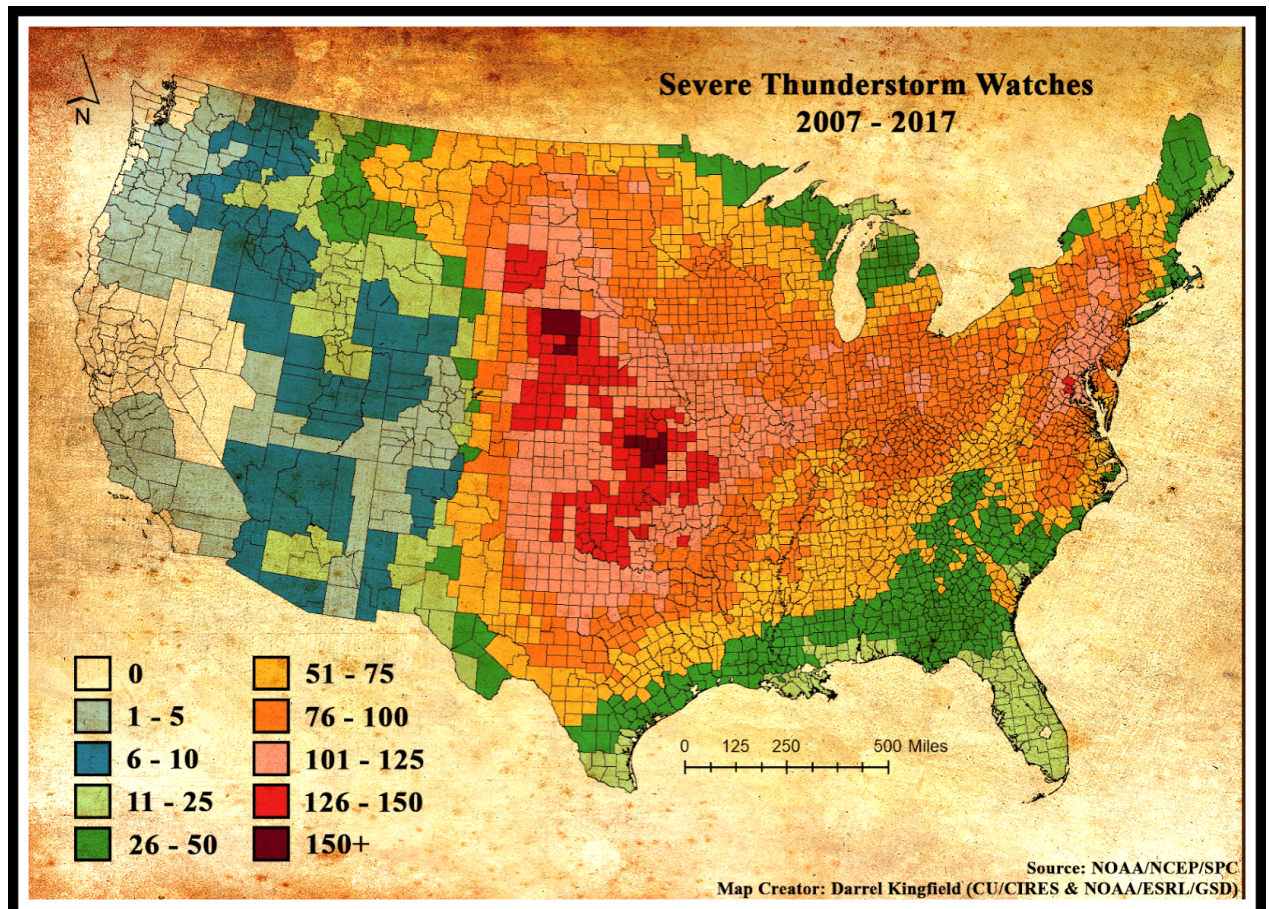 Severe Thunderstorm Watches
2007 - 2017
N
0
1 - 5
6 - 10
11 - 25
26 - 50
51 - 75
76 - 100
101 - 125
126 - 150
150+
0 125 250 500 Miles
Source: NOAA/NCEP/SPC
Map Creator: Darrel Kingfield (CU/CIRES & NOAA/ESRL/GSD)